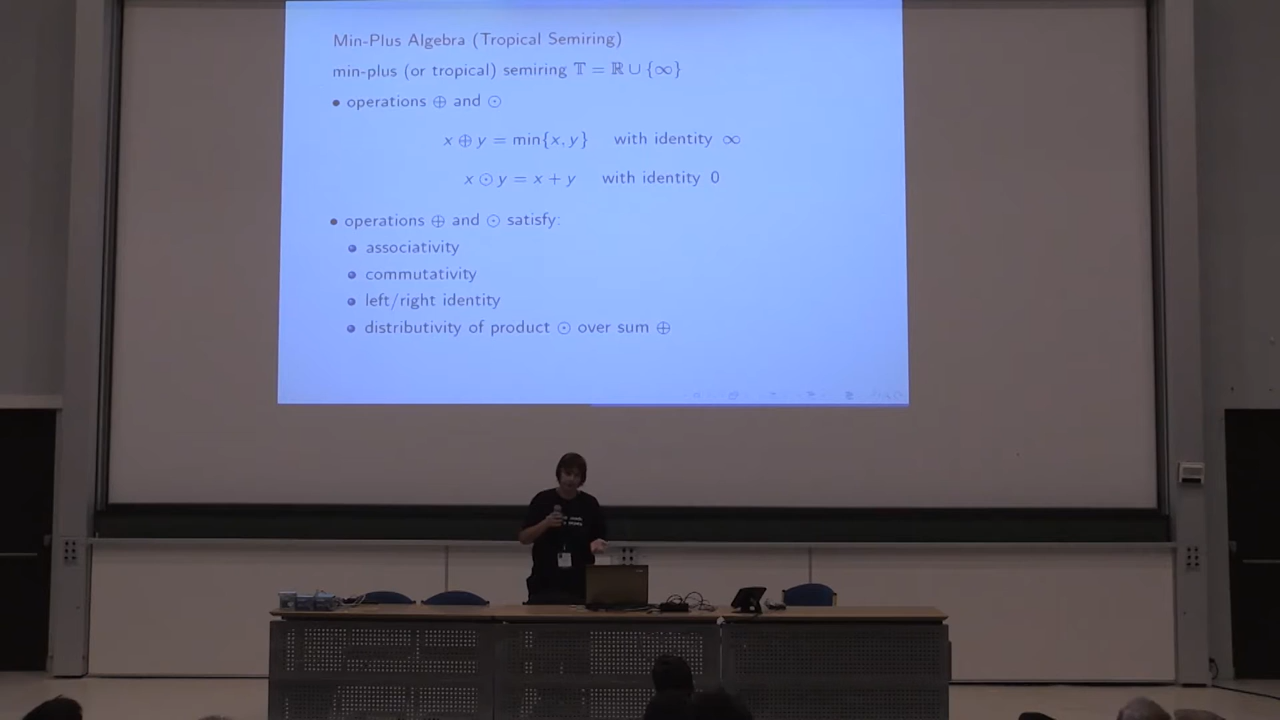 Min-Plus Algebra (Tropical Semiring)
min-plus (or tropical) semiring 𝕋 = ℝ ∪ {∞}
• operations ⊕ and ⊙
x ⊕ y = min{x, y} with identity ∞
x ⊙ y = x + y with identity 0
• operations ⊕ and ⊙ satisfy:
• associativity
• commutativity
• left/right identity
• distributivity of product ⊙ over sum ⊕